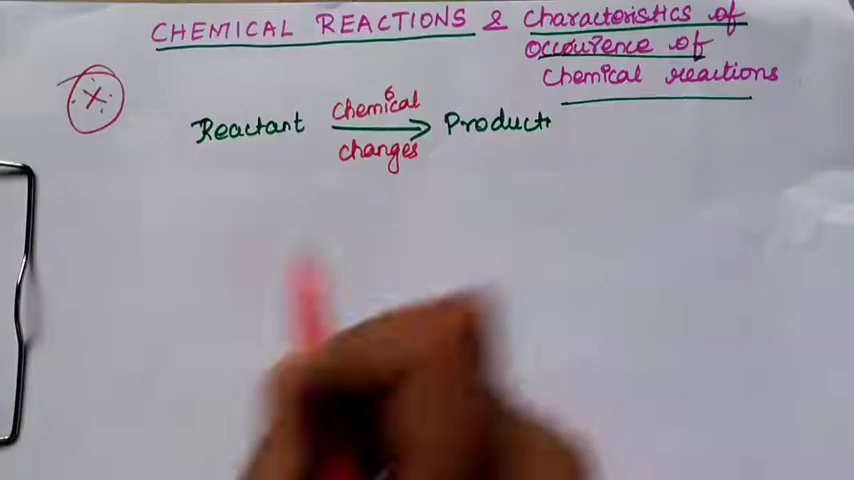 CHEMICAL REACTIONS & Characteristics of
Occurence of
Chemical reactions
Reactant Chemical changes Product